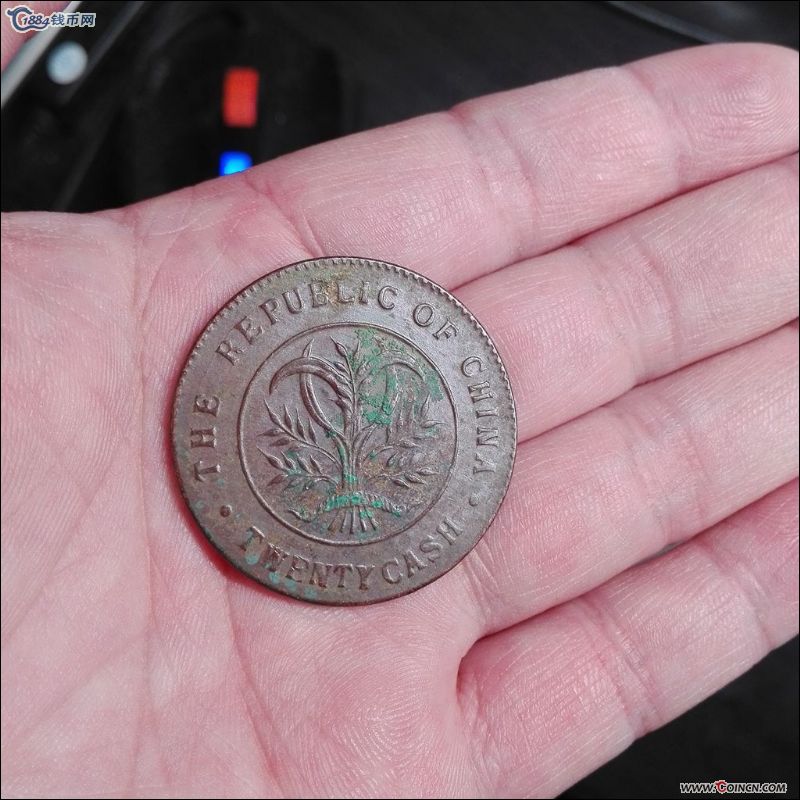 1884钱币网
THE REPUBLIC OF CHINA
TWENTY CASH
WWW.COINCN.COM